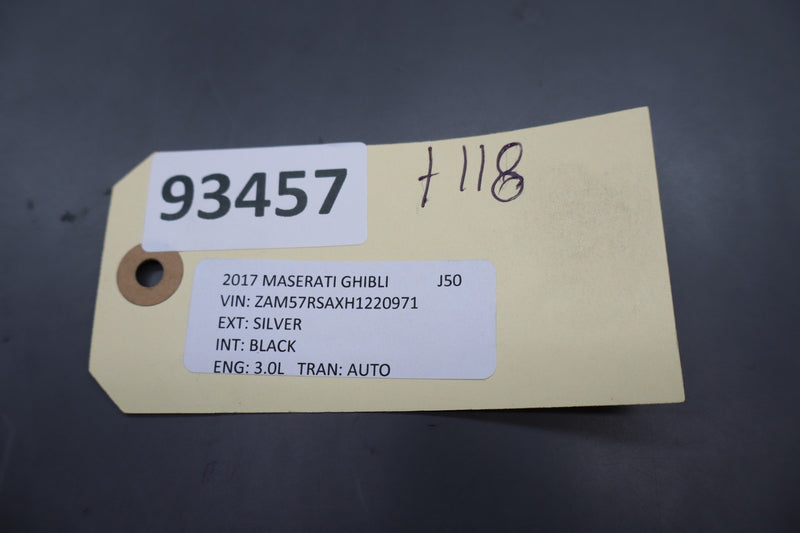 93457
+118
2017 MASERATI GHIBLI J50
VIN: ZAM57RSAXH1220971
EXT: SILVER
INT: BLACK
ENG: 3.0L TRAN: AUTO